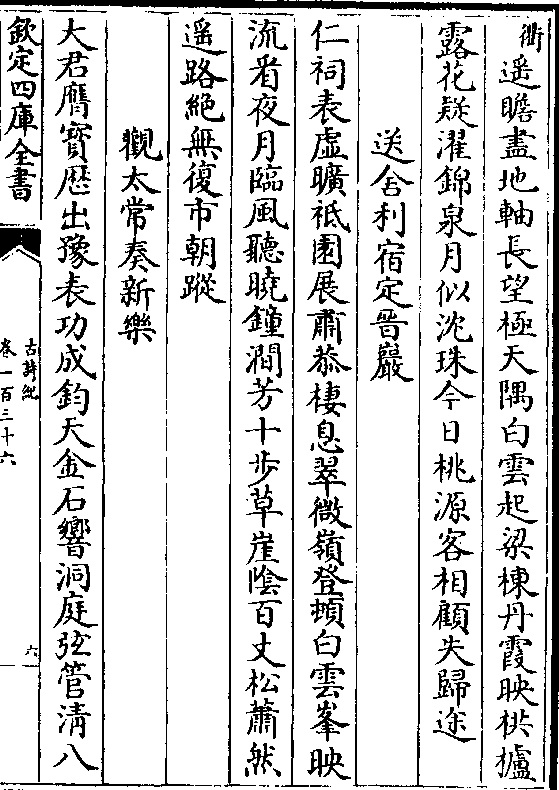 衢遥瞻盡地軸長望極天隅白雲起梁棟丹霞映栱櫨
露花疑濯錦泉月似沈珠今日桃源客相顧失歸途
送舎利宿定晉巖
仁祠表虛曠祇園展肅恭棲息翠微嶺登頓白雲峯映
流看夜月臨風聽曉鐘澗芳十歩草崖陰百丈松蕭然
遥路絶無復市朝蹤
觀太常奏新樂
大君膺寳厯出豫表功成鈞天金石響洞庭弦管清八
欽定四庫全書
古詩紀
卷一百三十六
六